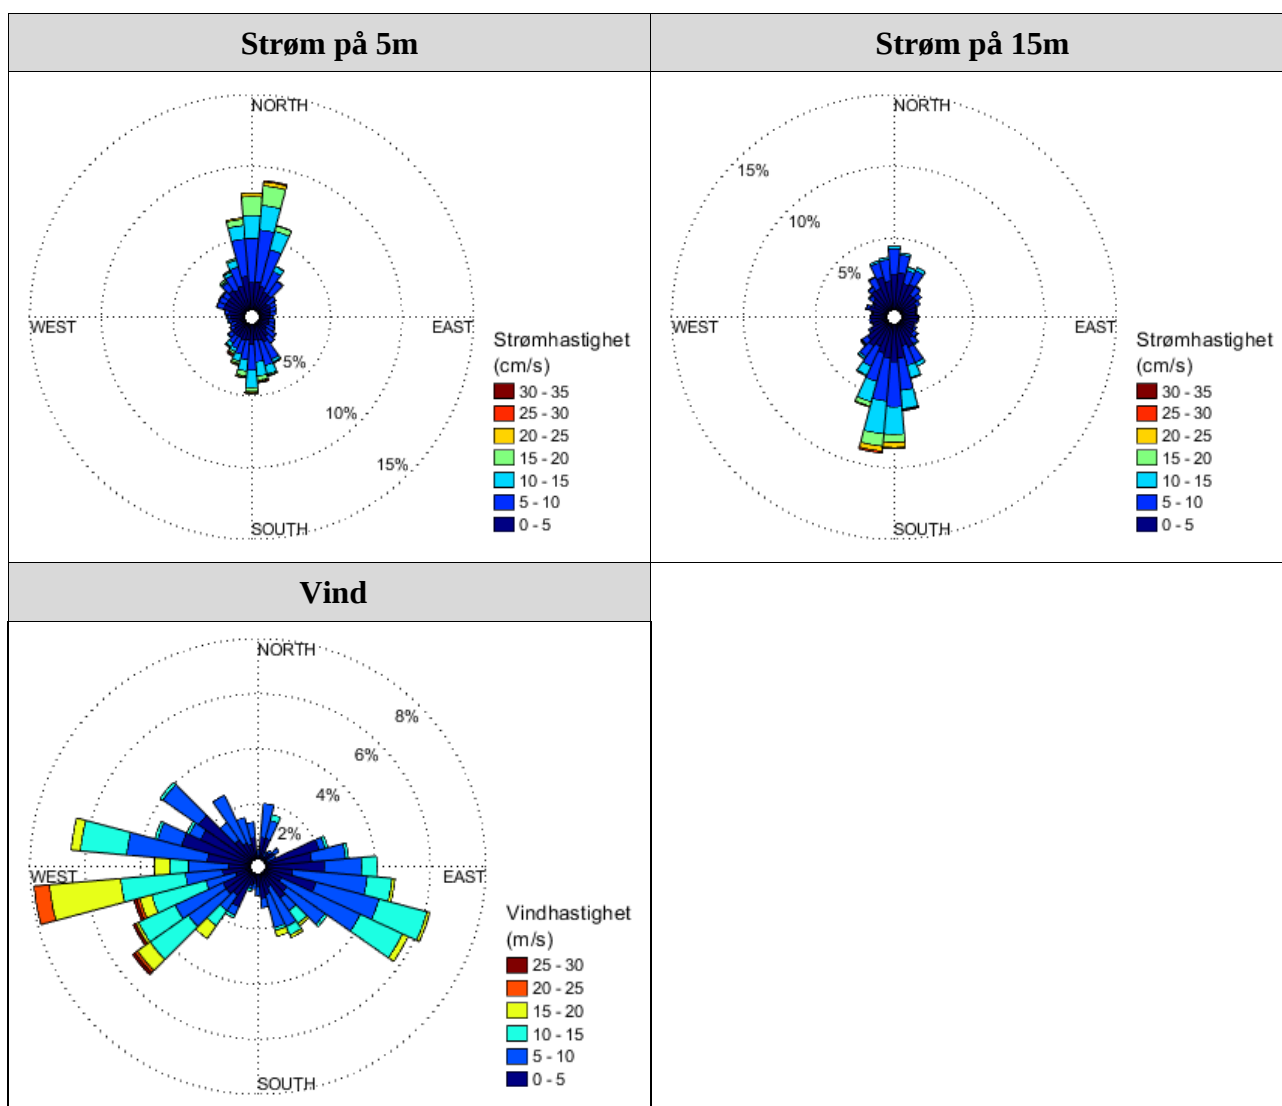 Strøm på 5m
Strøm på 15m
NORTH
WEST
EAST
5%
10%
15%
SOUTH
Strømhastighet
(cm/s)
30 - 35
25 - 30
20 - 25
15 - 20
10 - 15
5 - 10
0 - 5
NORTH
15%
10%
5%
WEST
EAST
SOUTH
Strømhastighet
(cm/s)
30 - 35
25 - 30
20 - 25
15 - 20
10 - 15
5 - 10
0 - 5
Vind
NORTH
8%
6%
4%
2%
WEST
EAST
SOUTH
Vindhastighet
(m/s)
25 - 30
20 - 25
15 - 20
10 - 15
5 - 10
0 - 5